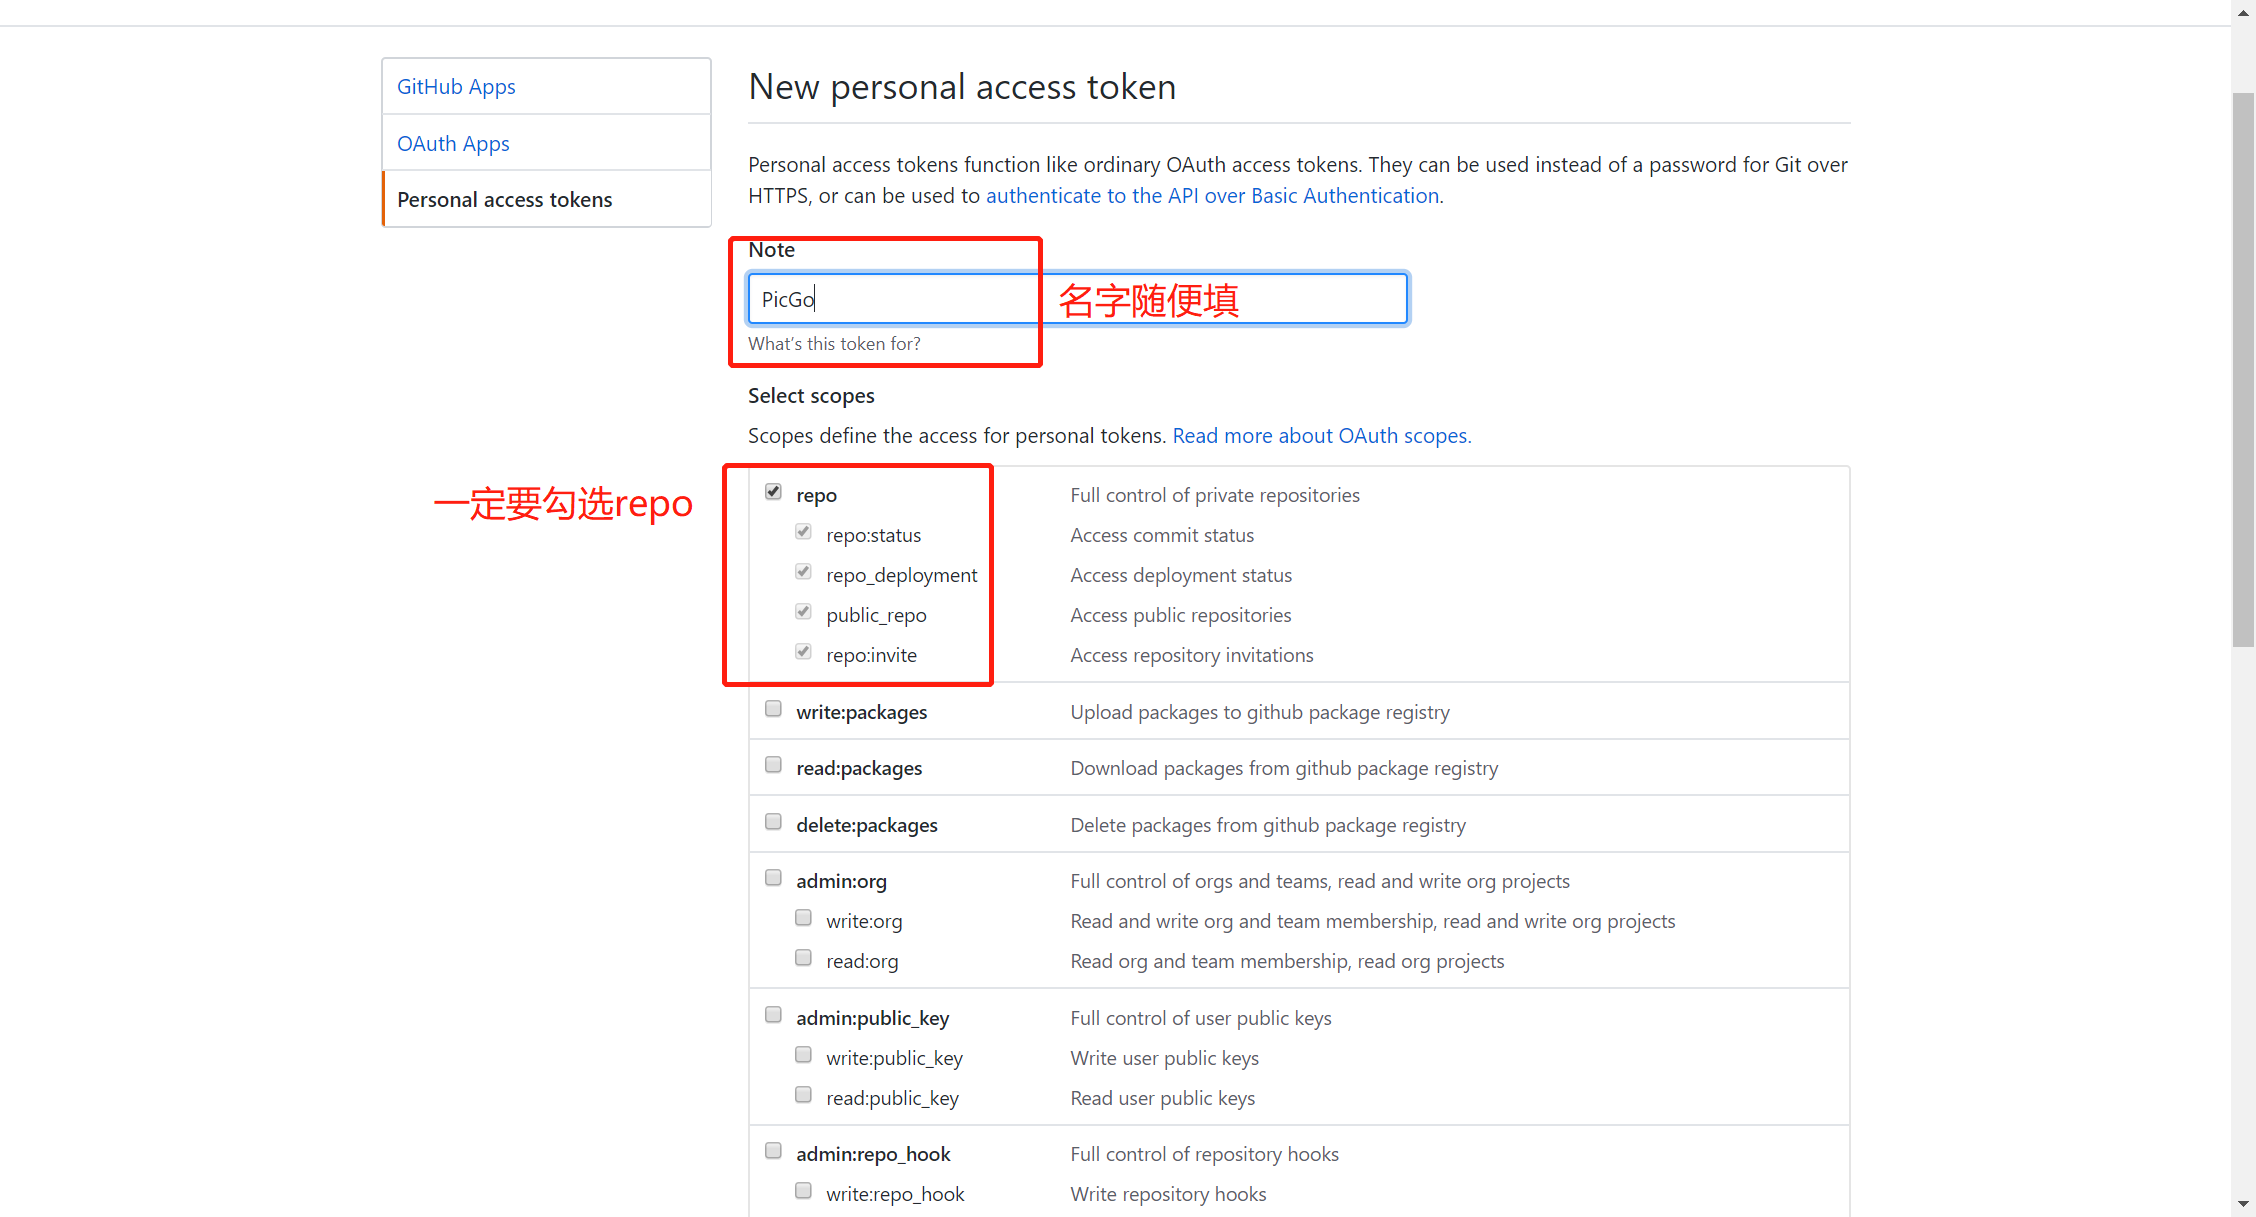 GitHub Apps
OAuth Apps
Personal access tokens
New personal access token
Personal access tokens function like ordinary OAuth access tokens. They can be used instead of a password for Git over
HTTPS, or can be used to authenticate to the API over Basic Authentication.
Note
PicGo
名字随便填
What's this token for?
Select scopes
Scopes define the access for personal tokens. Read more about OAuth scopes.
一定要勾选repo
repo Full control of private repositories
repo:status Access commit status
repo_deployment Access deployment status
public_repo Access public repositories
repo:invite Access repository invitations
write:packages Upload packages to github package registry
read:packages Download packages from github package registry
delete:packages Delete packages from github package registry
admin:org Full control of orgs and teams, read and write org projects
write:org Read and write org and team membership, read and write org projects
read:org Read org and team membership, read org projects
admin:public_key Full control of user public keys
write:public_key Write user public keys
read:public_key Read user public keys
admin:repo_hook Full control of repository hooks
write:repo_hook Write repository hooks